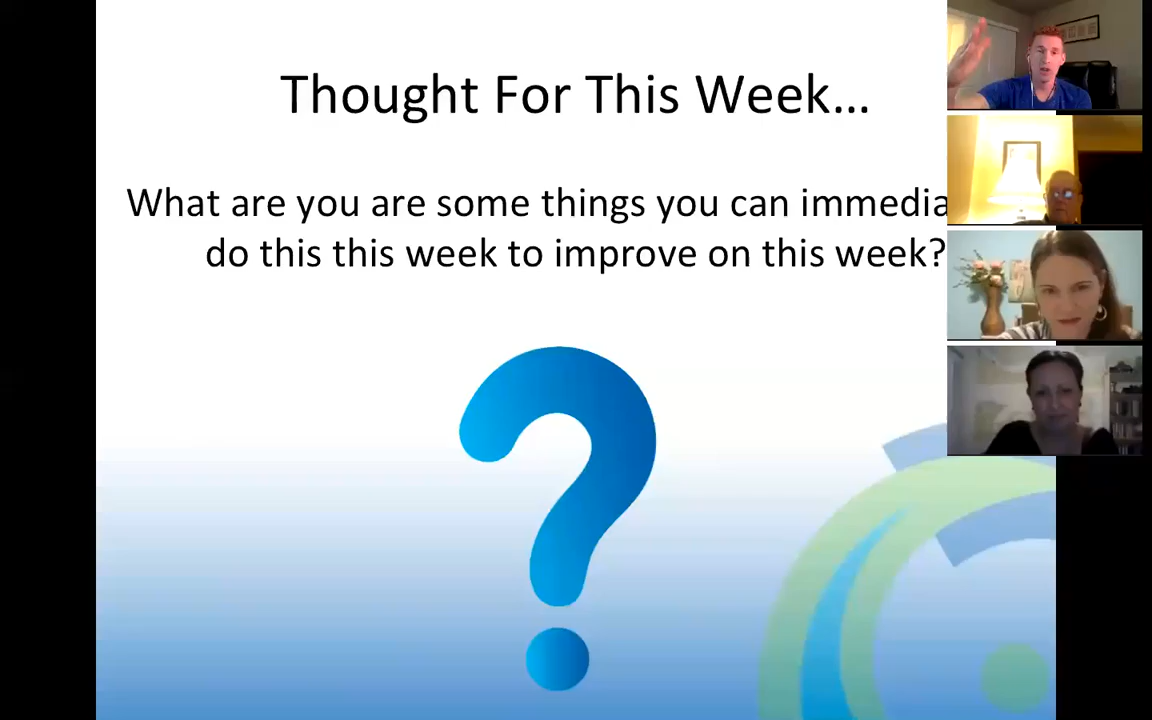 Thought For This Week...
What are you are some things you can immedia
do this this week to improve on this week?